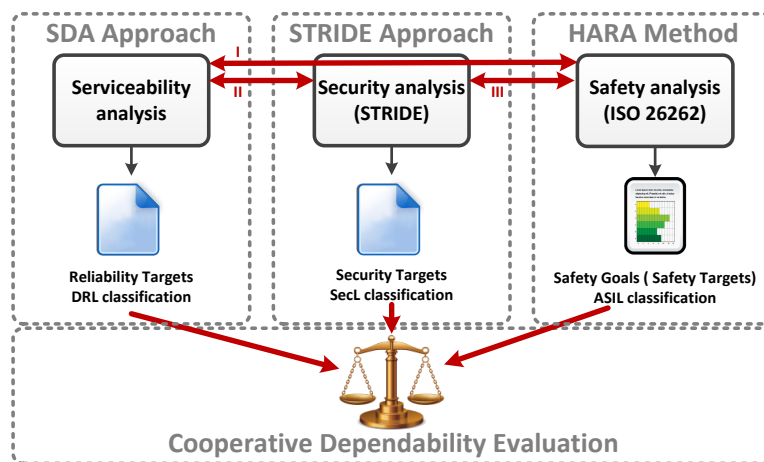 SDA Approach
STRIDE Approach
HARA Method
I
Serviceability
analysis
II
Security analysis
(STRIDE)
III
Safety analysis
(ISO 26262)
Reliability Targets
DRL classification
Security Targets
SecL classification
Safety Goals ( Safety Targets)
ASIL classification
Cooperative Dependability Evaluation